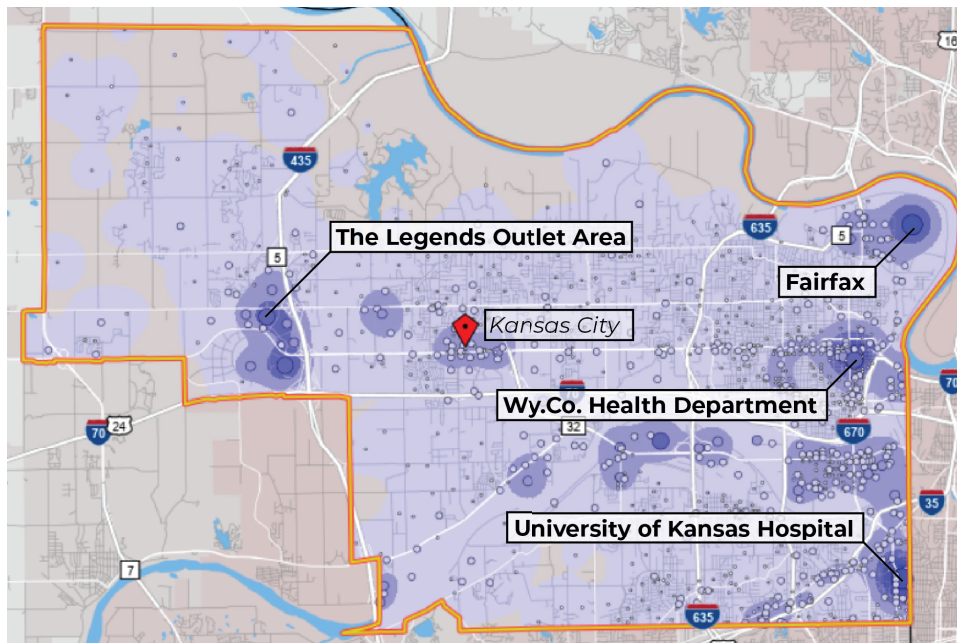 16
435
5
The Legends Outlet Area
635
5
Fairfax
Kansas City
70
Wy.Co. Health Department
70
24
32
670
35
University of Kansas Hospital
7
635